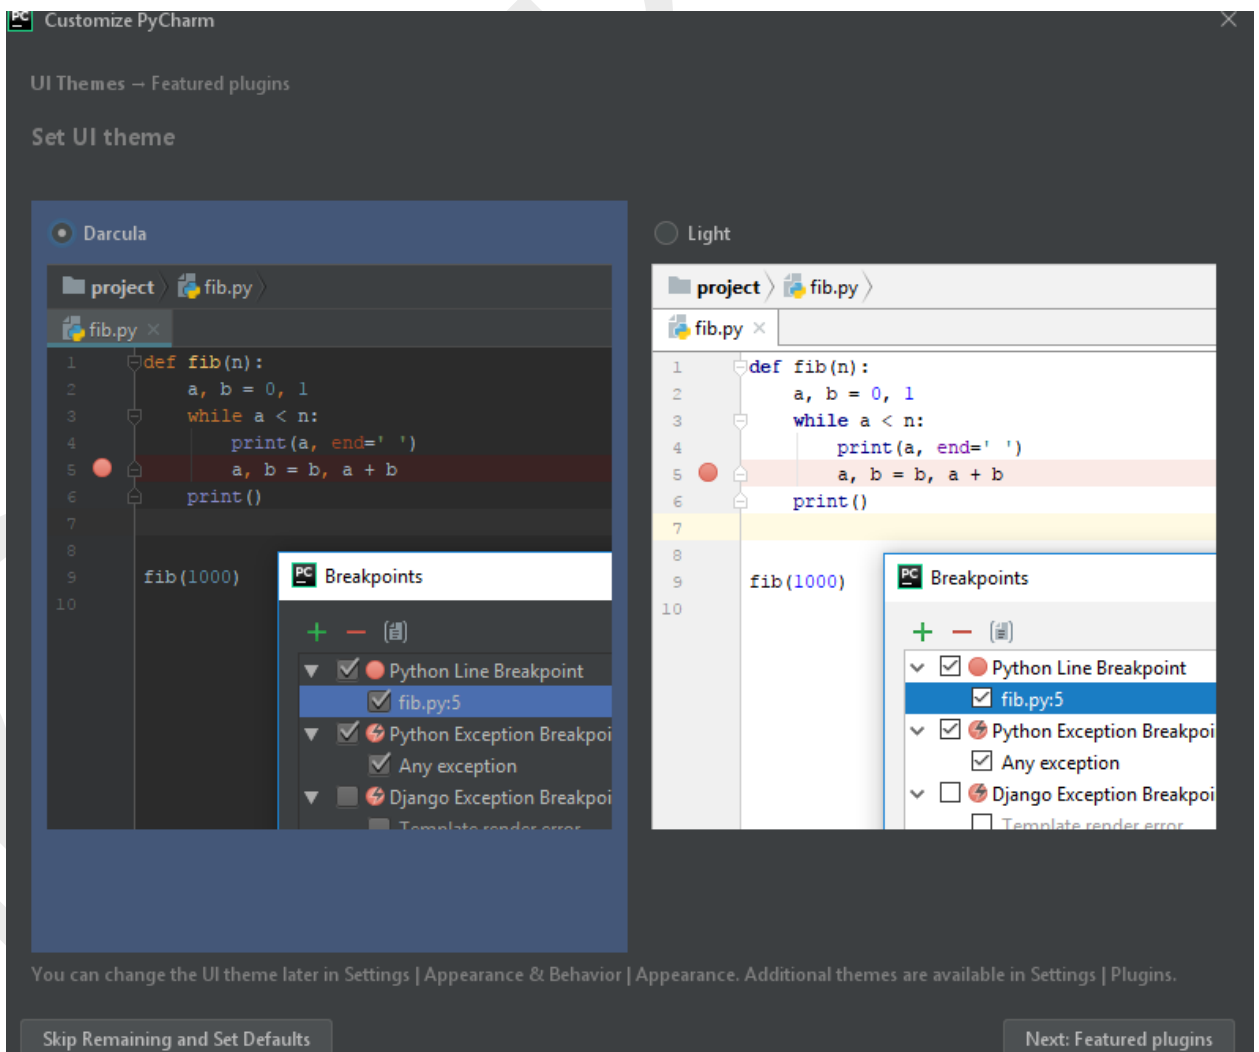 PC Customize PyCharm
UI Themes → Featured plugins
Set UI theme
Darcula
project fib.py
fib.py
1 def fib(n):
2 a, b = 0, 1
3 while a < n:
4 print(a, end=' ')
5 a, b = b, a + b
6 print()
7
8
9 fib(1000)
10
PC Breakpoints
Python Line Breakpoint
fib.py:5
Python Exception Breakpoi
Any exception
Django Exception Breakpoi
Template render error
Light
project fib.py
fib.py
1 def fib(n):
2 a, b = 0, 1
3 while a < n:
4 print(a, end=' ')
5 a, b = b, a + b
6 print()
7
8
9 fib(1000)
10
PC Breakpoints
Python Line Breakpoint
fib.py:5
Python Exception Breakpoi
Any exception
Django Exception Breakpoi
Template render error
You can change the UI theme later in Settings | Appearance & Behavior | Appearance. Additional themes are available in Settings | Plugins.
Skip Remaining and Set Defaults
Next: Featured plugins